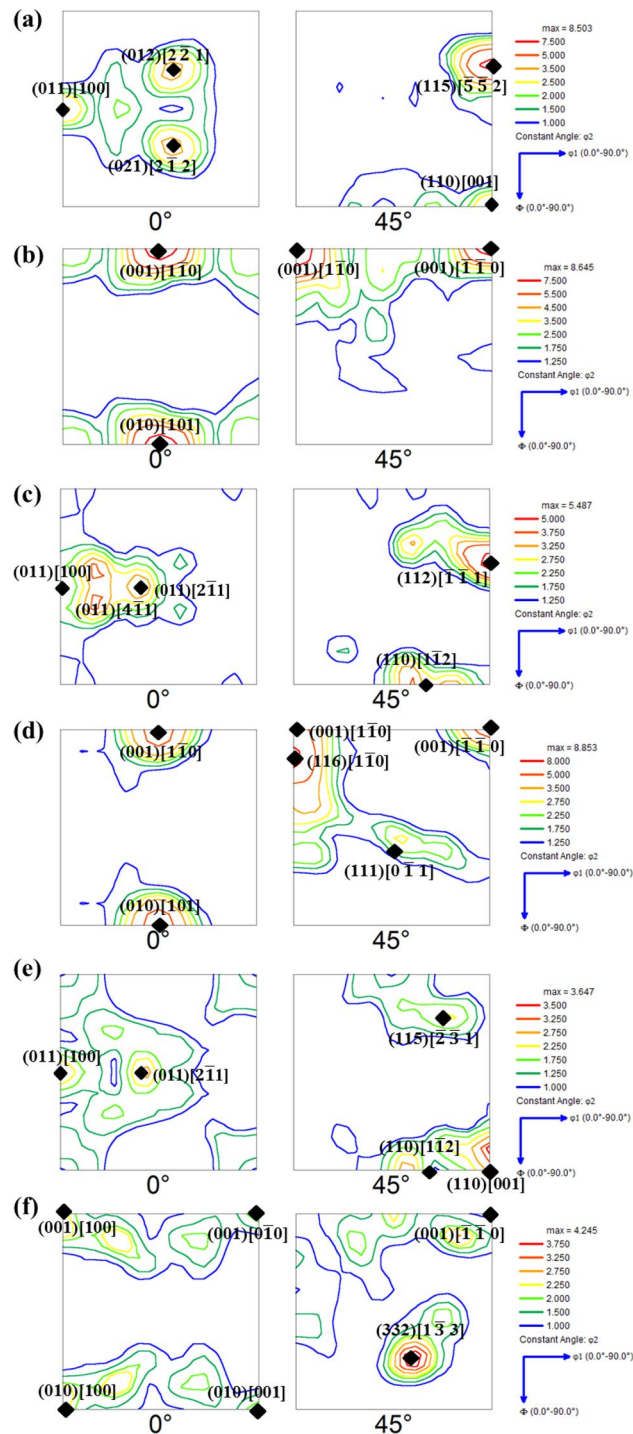 (a)
(012)[2 2̄ 1]
(011)[100]
(021)[2 1̄ 2]
0°
(115)[5̄ 5̄ 2]
(110)[001]
45°
max = 8.503
7.500
5.000
3.500
2.500
2.000
1.500
1.000
Constant Angle: φ2
φ1 (0.0°-90.0°)
Φ (0.0°-90.0°)
(b)
(001)[1 1̄0]
(010)[101]
0°
(001)[1 1̄0]
(001)[1̄ 1̄ 0]
45°
max = 8.645
7.500
5.500
4.500
3.500
2.500
1.750
1.250
Constant Angle: φ2
φ1 (0.0°-90.0°)
Φ (0.0°-90.0°)
(c)
(011)[100]
(011)[2 1̄ 1]
(011)[4 1̄ 1]
0°
(112)[1̄ 1̄ 1]
(110)[1 1̄ 2]
45°
max = 5.487
5.000
3.750
3.250
2.750
2.250
1.750
1.250
Constant Angle: φ2
φ1 (0.0°-90.0°)
Φ (0.0°-90.0°)
(d)
(001)[1 1̄0]
(010)[101]
0°
(001)[1 1̄0]
(001)[1̄ 1̄ 0]
(116)[1 1̄0]
(111)[0 1̄ 1]
45°
max = 8.853
8.000
5.000
3.500
2.750
2.250
1.750
1.250
Constant Angle: φ2
φ1 (0.0°-90.0°)
Φ (0.0°-90.0°)
(e)
(011)[100]
(011)[2 1̄ 1]
0°
(115)[2̄ 3̄ 1]
(110)[1 1̄ 2]
(110)[001]
45°
max = 3.647
3.500
3.250
2.750
2.250
1.750
1.250
1.000
Constant Angle: φ2
φ1 (0.0°-90.0°)
Φ (0.0°-90.0°)
(f)
(001)[100]
(001)[0 1̄0]
(010)[100]
(010)[001]
0°
(001)[1̄ 1̄ 0]
(332)[1 3̄ 3]
45°
max = 4.245
3.750
3.250
2.750
2.250
2.000
1.500
1.000
Constant Angle: φ2
φ1 (0.0°-90.0°)
Φ (0.0°-90.0°)